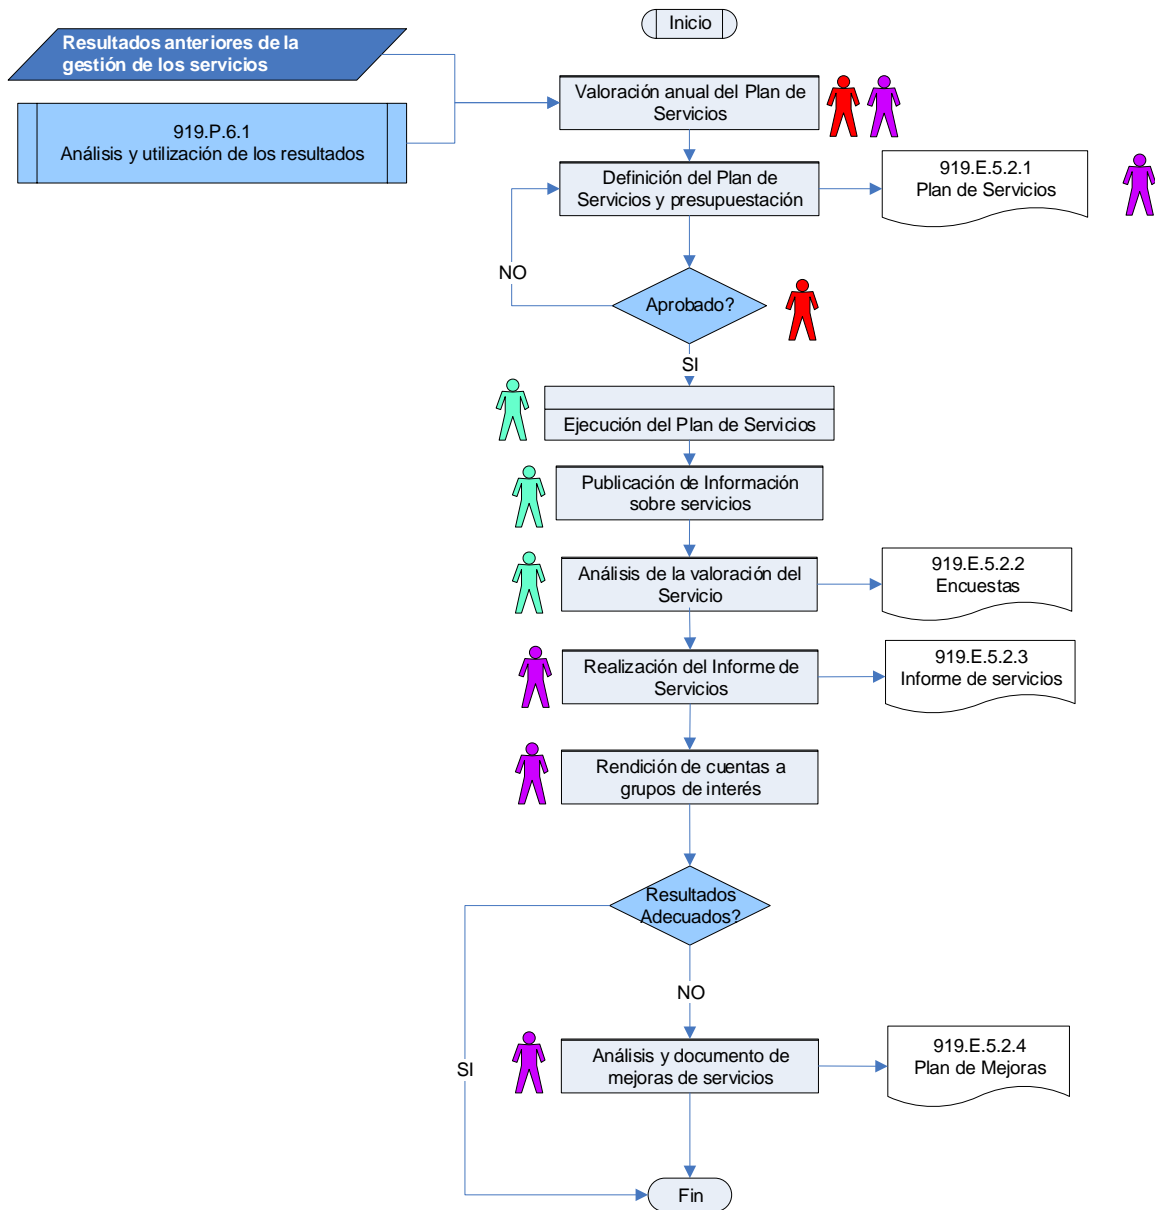 Inicio
Resultados anteriores de la
gestión de los servicios
Valoración anual del Plan de
Servicios
919.P.6.1
Análisis y utilización de los resultados
Definición del Plan de
Servicios y presupuestación
919.E.5.2.1
Plan de Servicios
NO
Aprobado?
SI
Ejecución del Plan de Servicios
Publicación de Información
sobre servicios
Análisis de la valoración del
Servicio
919.E.5.2.2
Encuestas
Realización del Informe de
Servicios
919.E.5.2.3
Informe de servicios
Rendición de cuentas a
grupos de interés
Resultados
Adecuados?
NO
SI
Análisis y documento de
mejoras de servicios
919.E.5.2.4
Plan de Mejoras
Fin